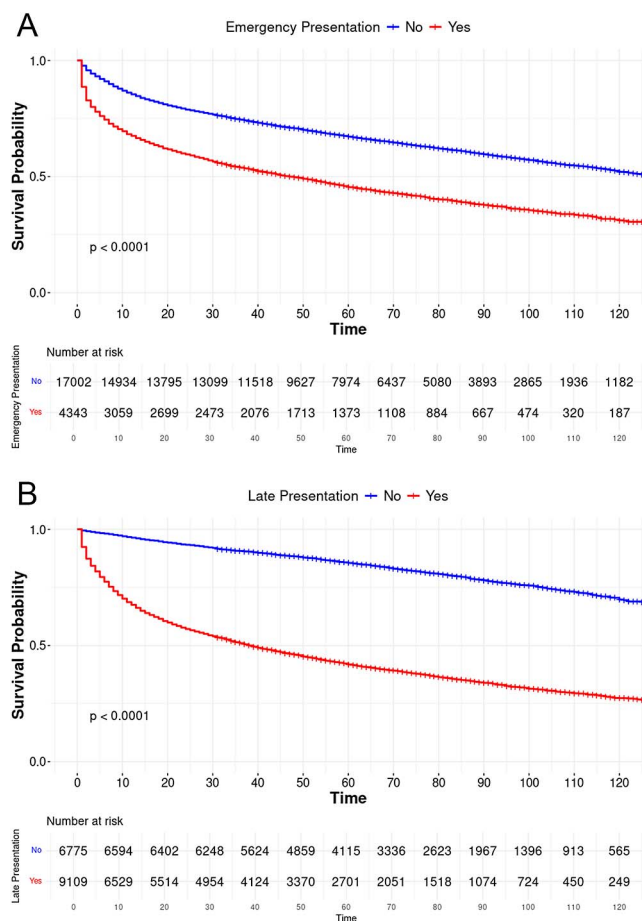 A
Emergency Presentation No Yes
1.0
0.5
0.0
Survival Probability
p < 0.0001
0 10 20 30 40 50 60 70 80 90 100 110 120
Time
Number at risk
Emergency Presentation
No 17002 14934 13795 13099 11518 9627 7974 6437 5080 3893 2865 1936 1182
Yes 4343 3059 2699 2473 2076 1713 1373 1108 884 667 474 320 187
0 10 20 30 40 50 60 70 80 90 100 110 120
Time
B
Late Presentation No Yes
1.0
0.5
0.0
Survival Probability
p < 0.0001
0 10 20 30 40 50 60 70 80 90 100 110 120
Time
Number at risk
Late Presentation
No 6775 6594 6402 6248 5624 4859 4115 3336 2623 1967 1396 913 565
Yes 9109 6529 5514 4954 4124 3370 2701 2051 1518 1074 724 450 249
0 10 20 30 40 50 60 70 80 90 100 110 120
Time